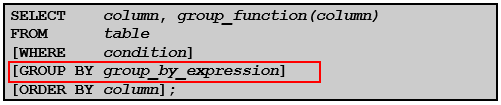 SELECT column, group_function(column)
FROM table
[WHERE condition]
[GROUP BY group_by_expression]
[ORDER BY column];